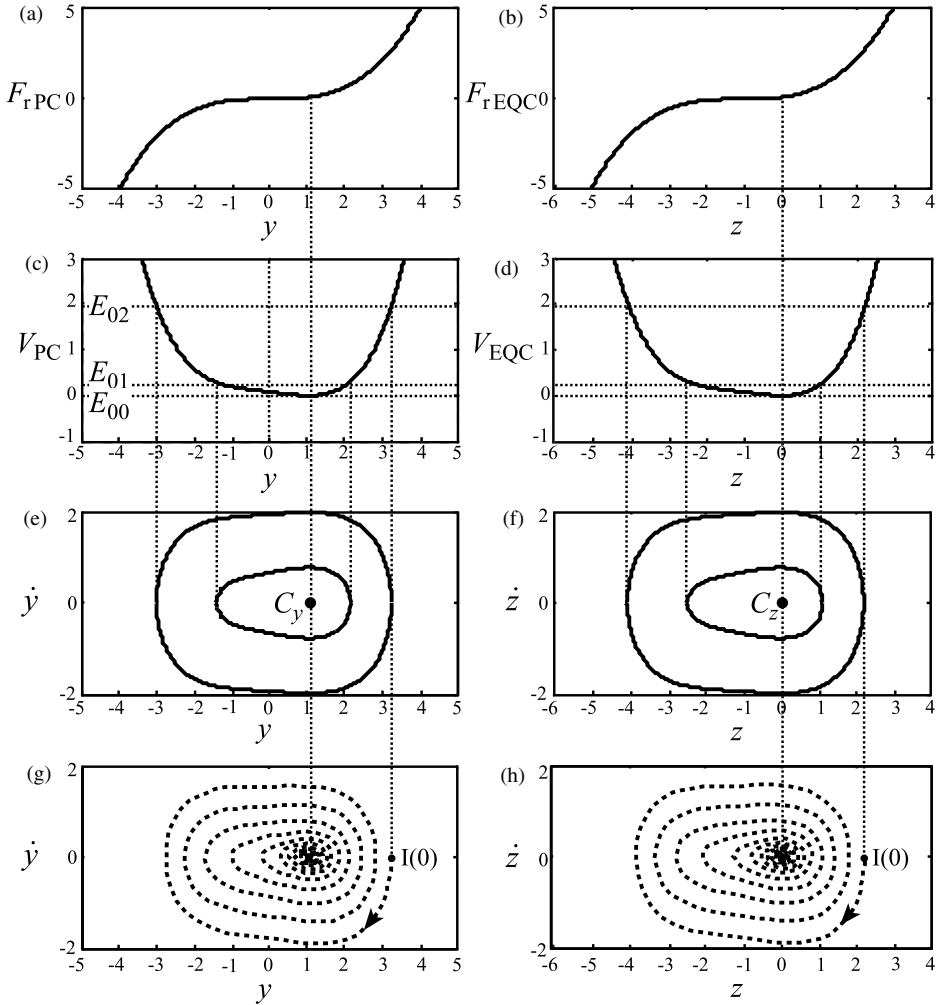 (a) (b)
5 5
F_rPC 0 F_rEQC 0
-5 -5
-5 -4 -3 -2 -1 0 1 2 3 4 5 -6 -5 -4 -3 -2 -1 0 1 2 3 4
y z
(c) (d)
3 3
E_02 2 2
V_PC 1 V_EQC 1
E_01
0 0
E_00
-1 -1
-5 -4 -3 -2 -1 0 1 2 3 4 5 -6 -5 -4 -3 -2 -1 0 1 2 3 4
y z
(e) (f)
2 2
ẏ 0 C_y ż 0 C_z
-2 -2
-5 -4 -3 -2 -1 0 1 2 3 4 5 -6 -5 -4 -3 -2 -1 0 1 2 3 4
y z
(g) (h)
2 2
ẏ 0 I(0) ż 0 I(0)
-2 -2
-5 -4 -3 -2 -1 0 1 2 3 4 5 -6 -5 -4 -3 -2 -1 0 1 2 3 4
y z